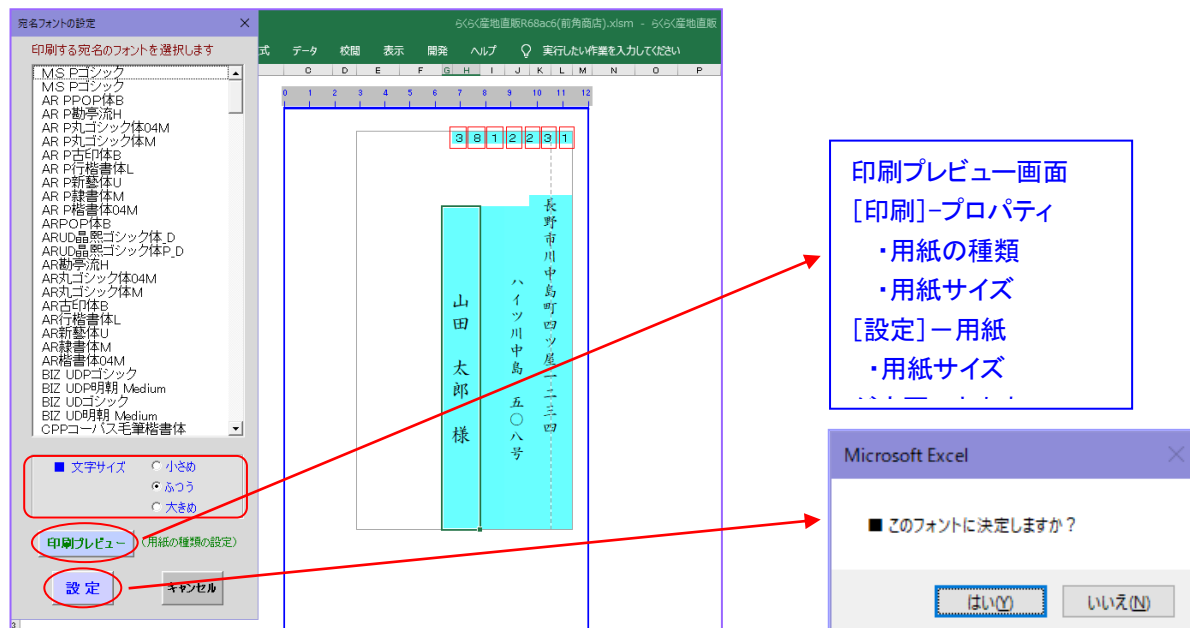 宛名フォントの設定
印刷する宛名のフォントを選択します
MS Pゴシック
MS Pゴシック
AR PPOP体B
AR P勘亭流H
AR P丸ゴシック体04M
AR P丸ゴシック体M
AR P古印体B
AR P行楷書体L
AR P新藝体U
AR P隷書体M
AR P楷書体04M
ARPOP体B
ARUD晶熙ゴシック体_D
ARUD晶熙ゴシック体P_D
AR勘亭流H
AR丸ゴシック体04M
AR丸ゴシック体M
AR古印体B
AR行楷書体L
AR新藝体U
AR隷書体M
AR楷書体04M
BIZ UDPゴシック
BIZ UDP明朝 Medium
BIZ UDゴシック
BIZ UD明朝 Medium
CPPコーパス毛筆楷書体
■ 文字サイズ
小さめ
ふつう
大きめ
印刷プレビュー
(用紙の種類の設定)
設 定
キャンセル
らくらく産地直販R68ac6(前角商店).xlsm - らくらく産地直販
式 データ 校閲 表示 開発 ヘルプ 実行したい作業を入力してください
C D E F G H I J K L M N O P
0 1 2 3 4 5 6 7 8 9 10 11 12
3 8 1 2 2 3 1
長野市川中島町四ツ屋一二三四
ハイツ川中島 五〇八号
山田 太郎 様
3
印刷プレビュー画面
[印刷]-プロパティ
・用紙の種類
・用紙サイズ
[設定]－用紙
・用紙サイズ
Microsoft Excel
■ このフォントに決定しますか？
はい(Y)
いいえ(N)